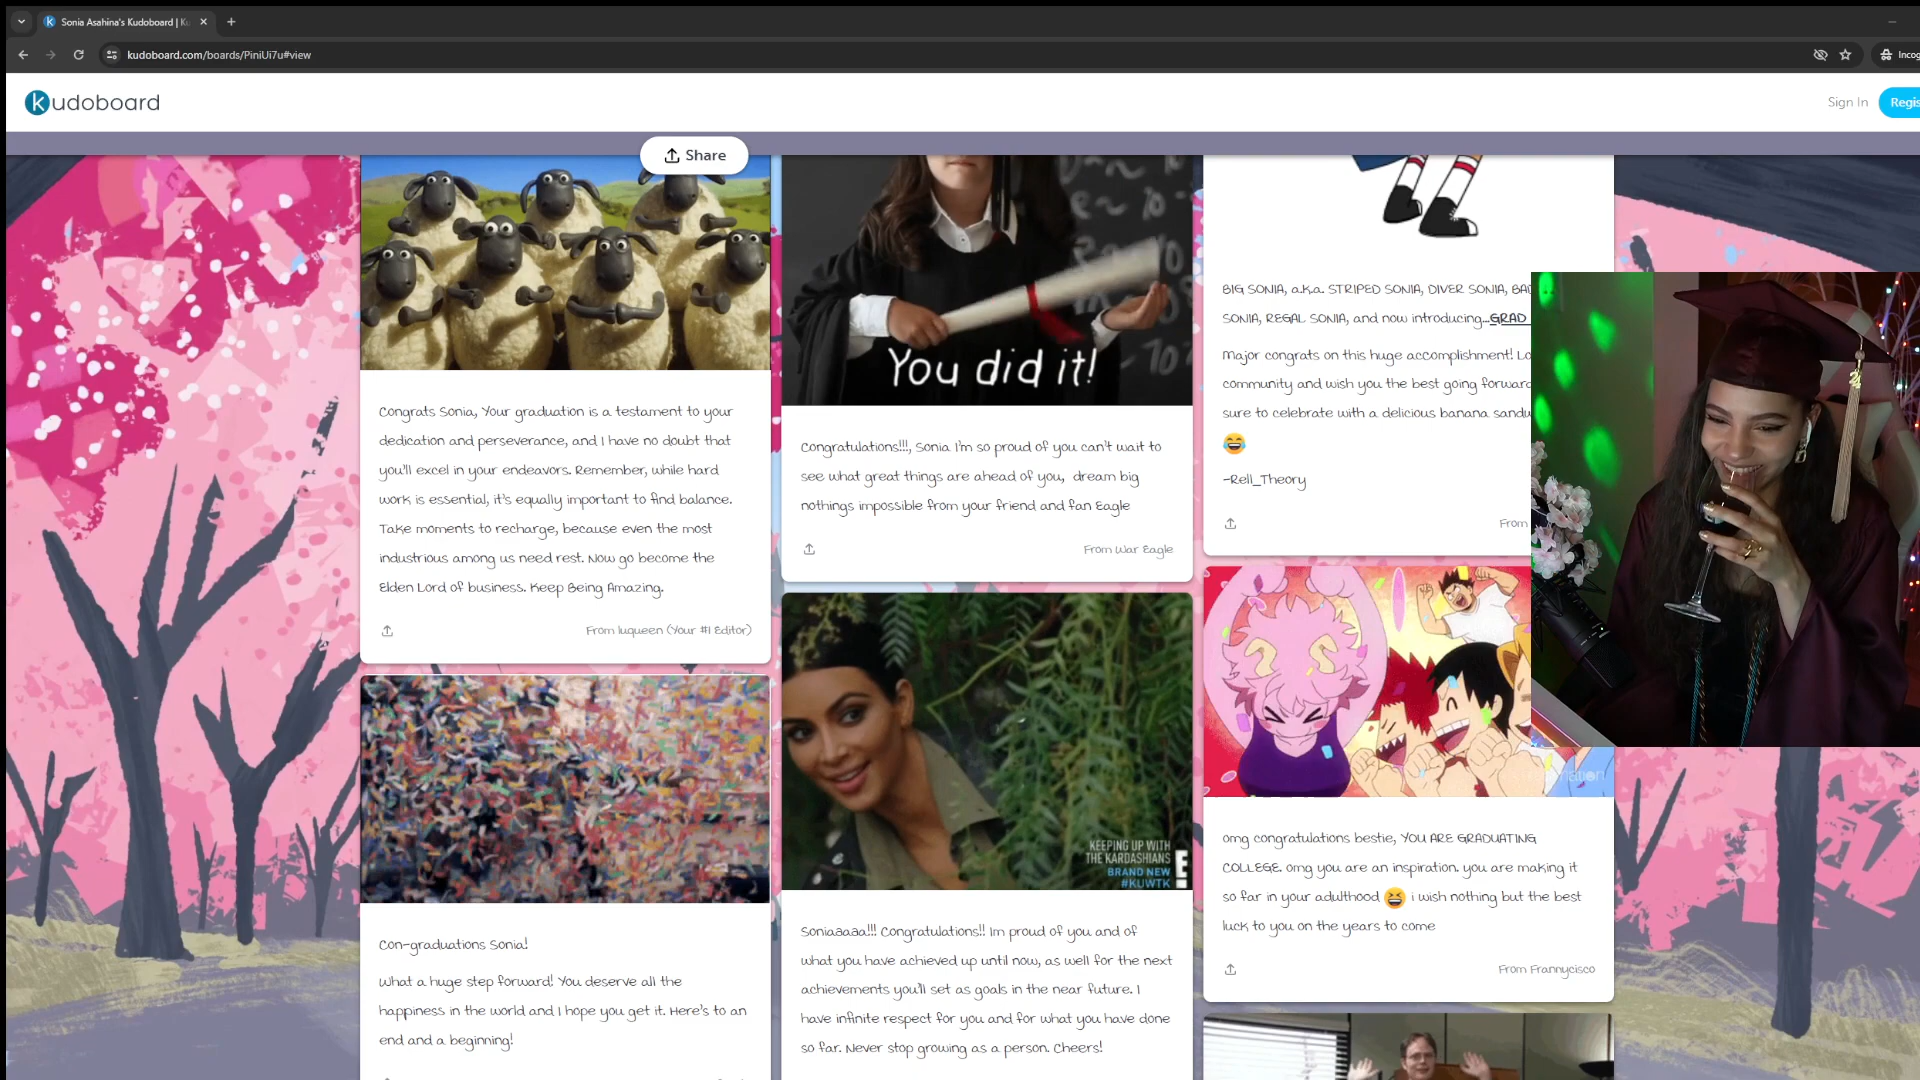 Sonia Asahina's Kudoboard | Ku
kudoboard.com/boards/PiniUi7u#view
Incog
kudoboard
Sign In
Regis
Share
Congrats Sonia, Your graduation is a testament to your
dedication and perseverance, and I have no doubt that
you'll excel in your endeavors. Remember, while hard
work is essential, it's equally important to find balance.
Take moments to recharge, because even the most
industrious among us need rest. Now go become the
Elden Lord of business. Keep Being Amazing.
From luqueen (Your #1 Editor)
Con-graduations Sonia!
What a huge step forward! You deserve all the
happiness in the world and I hope you get it. Here's to an
end and a beginning!
You did it!
Congratulations!!!, Sonia I'm so proud of you can't wait to
see what great things are ahead of you, dream big
nothings impossible from your friend and fan Eagle
From War Eagle
KEEPING UP WITH
THE KARDASHIANS
BRAND NEW
#KUWTK
E!
Soniaaaaa!!! Congratulations!! Im proud of you and of
what you have achieved up until now, as well for the next
achievements you'll set as goals in the near future. I
have infinite respect for you and for what you have done
so far. Never stop growing as a person. Cheers!
BIG SONIA, a.k.a. STRIPED SONIA, DIVER SONIA, BAD
SONIA, REGAL SONIA, and now introducing...GRAD
Major congrats on this huge accomplishment! Lo
community and wish you the best going forward
sure to celebrate with a delicious banana sandw
-Rell_Theory
From
omg congratulations bestie, YOU ARE GRADUATING
COLLEGE. omg you are an inspiration. you are making it
so far in your adulthood 😆 i wish nothing but the best
luck to you on the years to come
From Frannycisco